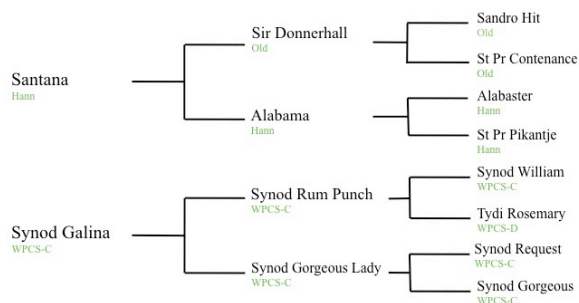 Santana
Hann
Sir Donnerhall
Old
Alabama
Hann
Sandro Hit
Old
St Pr Contenance
Old
Alabaster
Hann
St Pr Pikantje
Hann
Synod Galina
WPCS-C
Synod Rum Punch
WPCS-C
Synod Gorgeous Lady
WPCS-C
Synod William
WPCS-C
Tydi Rosemary
WPCS-D
Synod Request
WPCS-C
Synod Gorgeous
WPCS-C